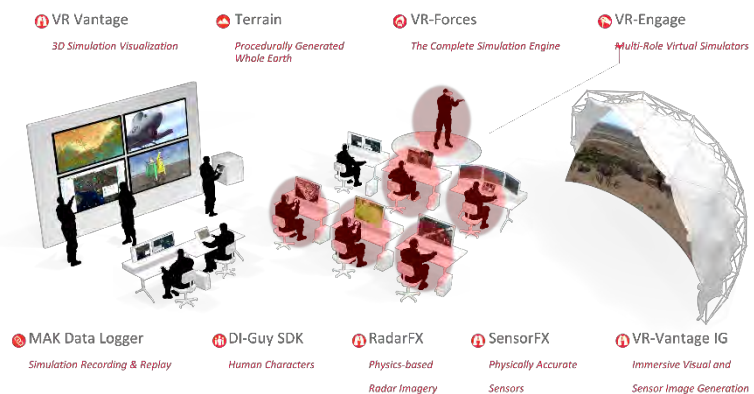 VR Vantage
3D Simulation Visualization
Terrain
Procedurally Generated
Whole Earth
VR-Forces
The Complete Simulation Engine
VR-Engage
Multi-Role Virtual Simulators
MAK Data Logger
Simulation Recording & Replay
DI-Guy SDK
Human Characters
RadarFX
Physics-based
Radar Imagery
SensorFX
Physically Accurate
Sensors
VR-Vantage IG
Immersive Visual and
Sensor Image Generation